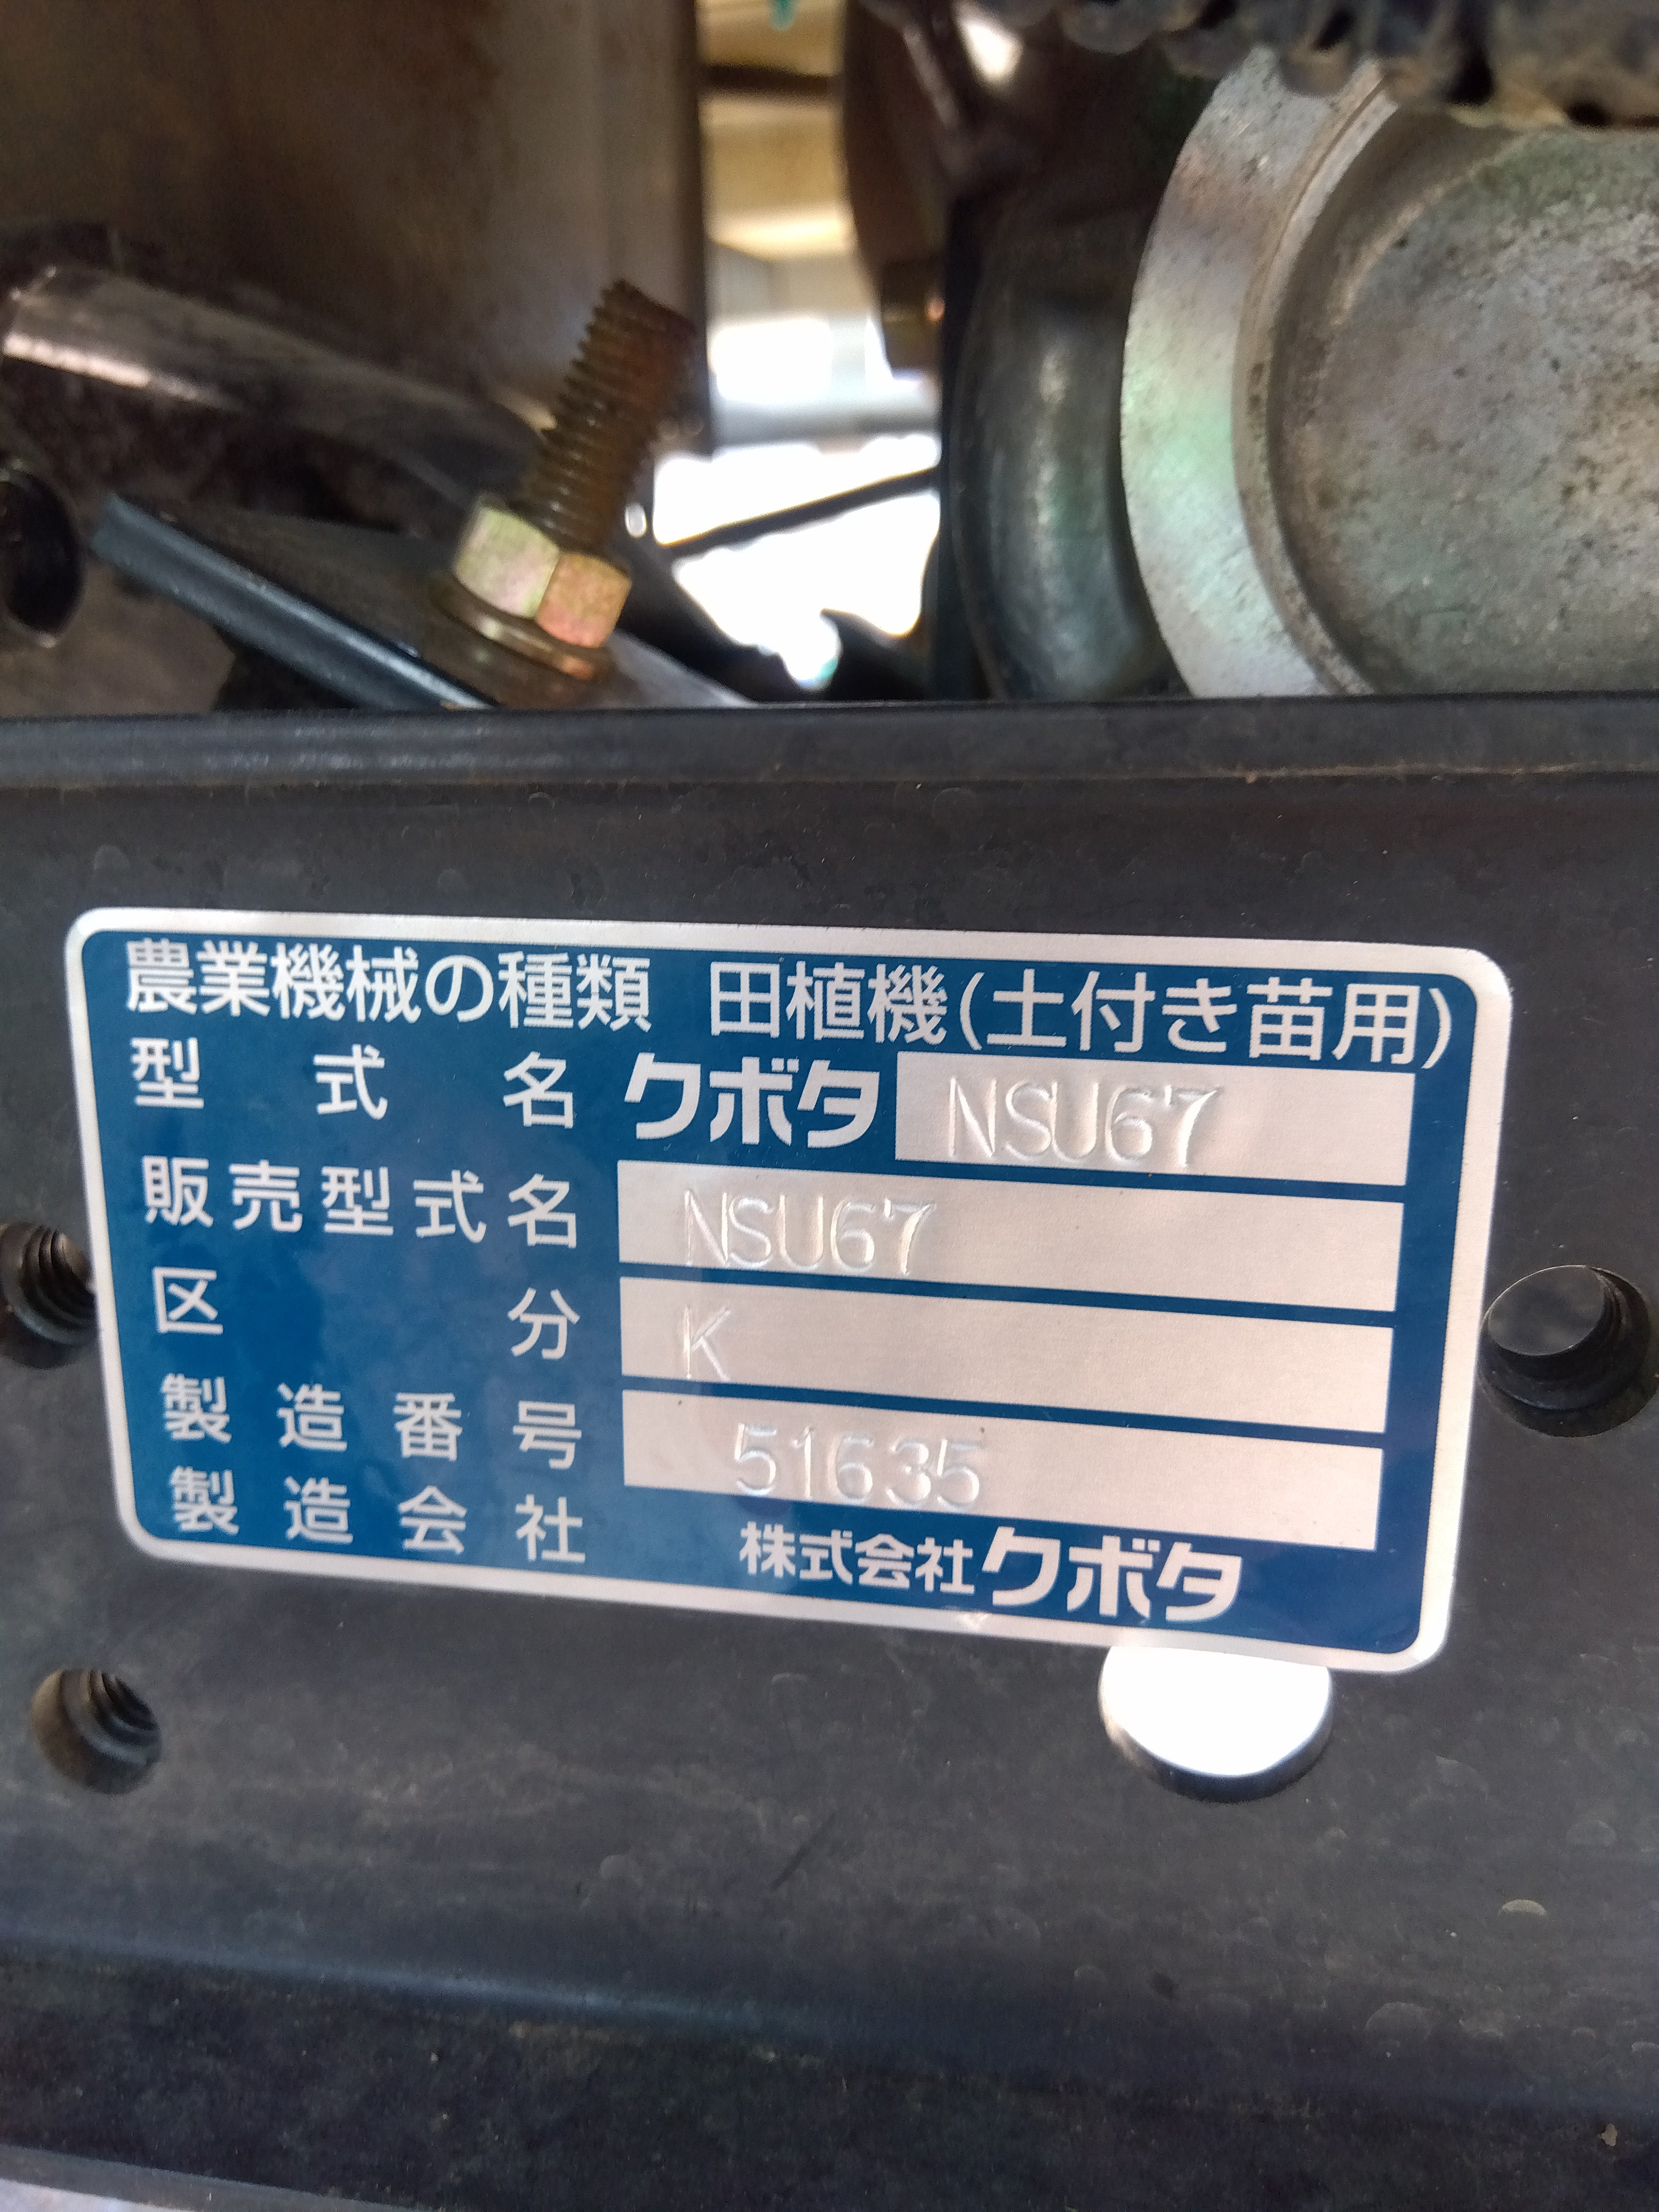 農業機械の種類 田植機(土付き苗用)
型式名 クボタ NSU67
販売型式名 NSU67
区分 K
製造番号 51635
製造会社 株式会社クボタ